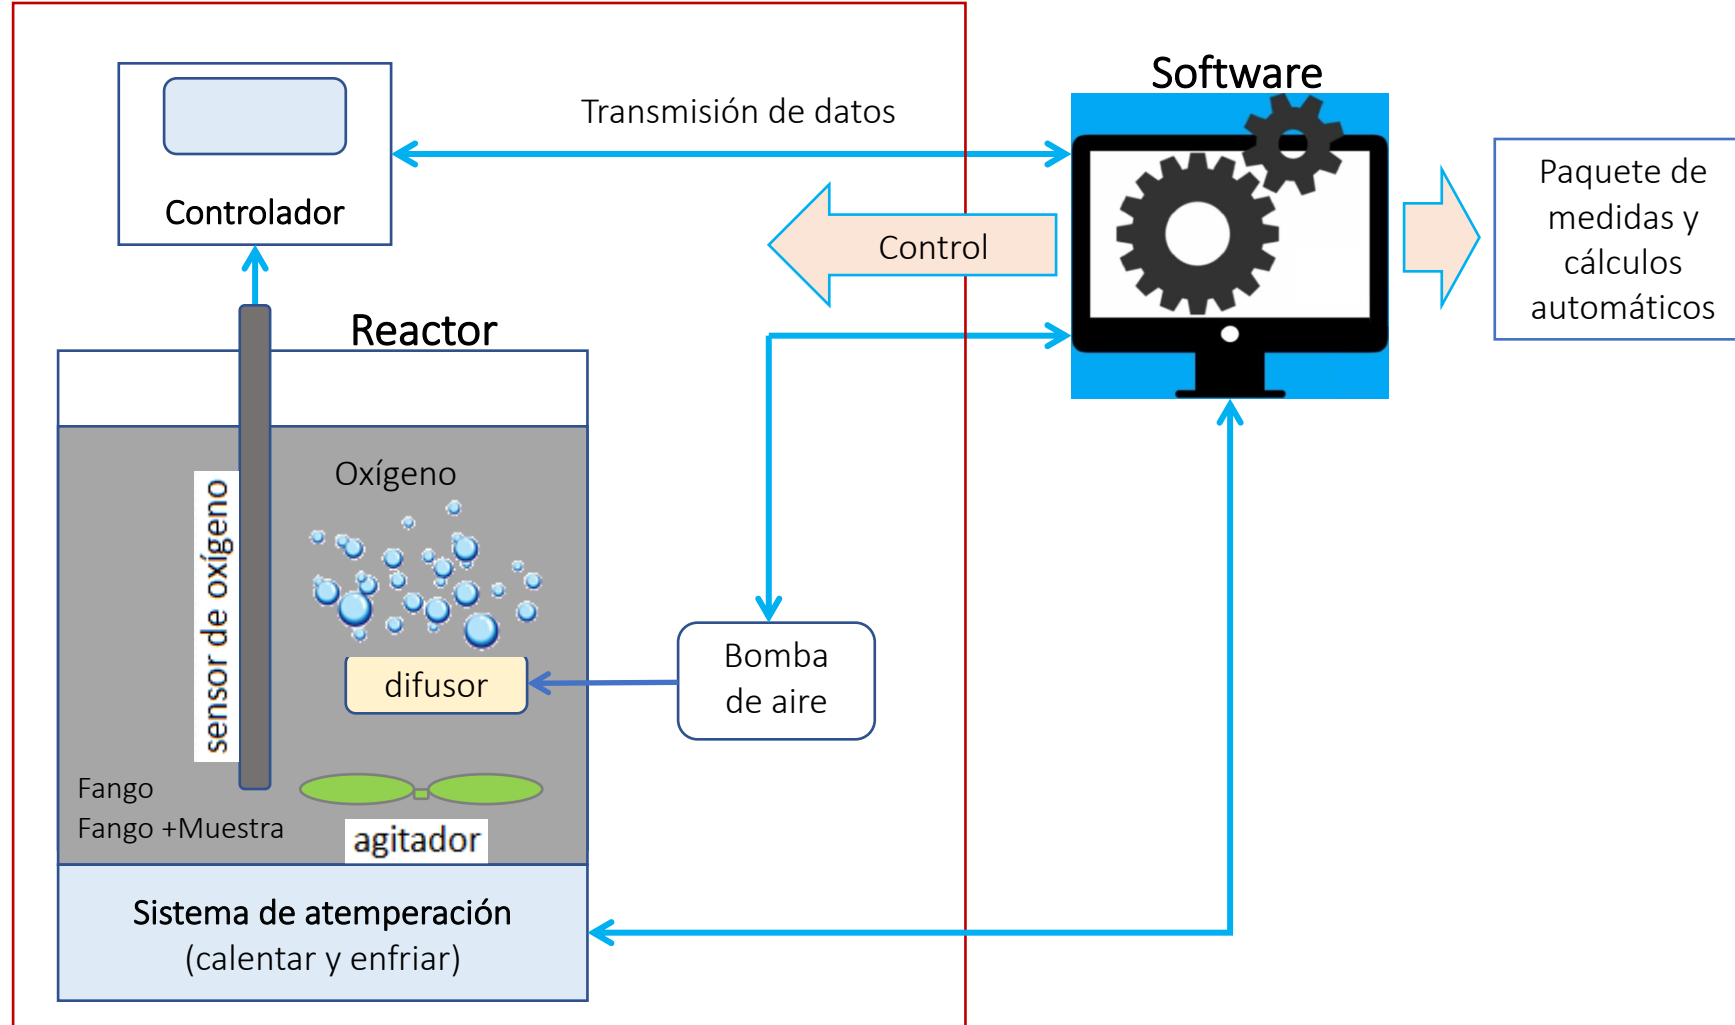 Software
Transmisión de datos
Controlador
Control
Paquete de
medidas y
cálculos
automáticos
Reactor
Oxígeno
sensor de oxígeno
difusor
Bomba
de aire
Fango
Fango +Muestra
agitador
Sistema de atemperación
(calentar y enfriar)